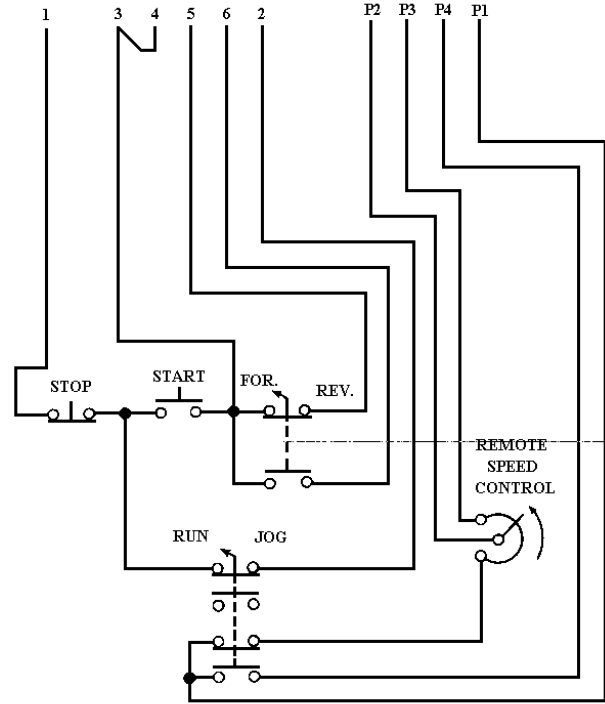 1 3 4 5 6 2 P2 P3 P4 P1
STOP START FOR. REV.
REMOTE
SPEED
CONTROL
RUN JOG